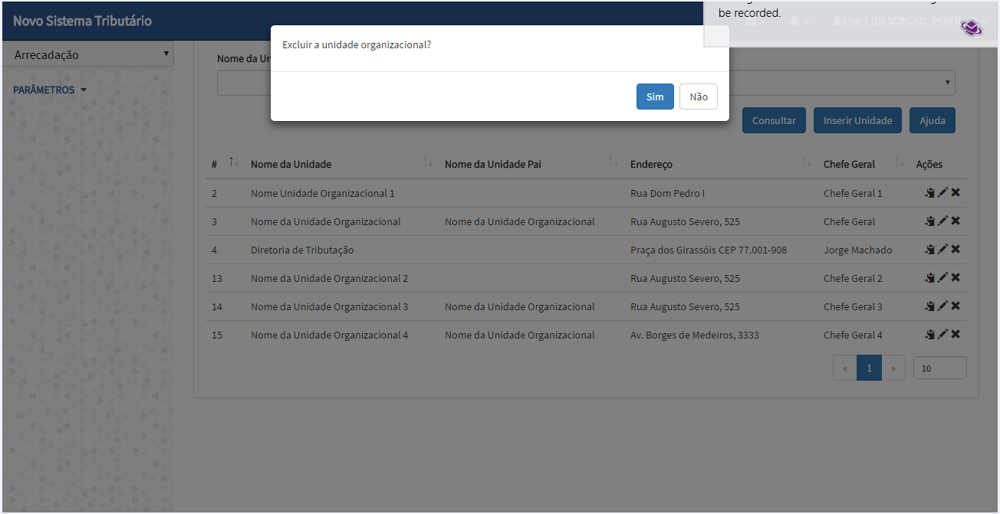 be recorded.
Novo Sistema Tributário
User1 (DESCRICAO_PERFI
Excluir a unidade organizacional?
Sim Não
Arrecadação
PARÂMETROS
Nome da Un
Consultar Inserir Unidade Ajuda
# Nome da Unidade Nome da Unidade Pai Endereço Chefe Geral Ações
2 Nome Unidade Organizacional 1 Rua Dom Pedro I Chefe Geral 1
3 Nome da Unidade Organizacional Nome da Unidade Organizacional Rua Augusto Severo, 525 Chefe Geral
4 Diretoria de Tributação Praça dos Girassóis CEP 77.001-908 Jorge Machado
13 Nome da Unidade Organizacional 2 Rua Augusto Severo, 525 Chefe Geral 2
14 Nome da Unidade Organizacional 3 Nome da Unidade Organizacional Rua Augusto Severo, 525 Chefe Geral 3
15 Nome da Unidade Organizacional 4 Nome da Unidade Organizacional Av. Borges de Medeiros, 3333 Chefe Geral 4
« 1 » 10